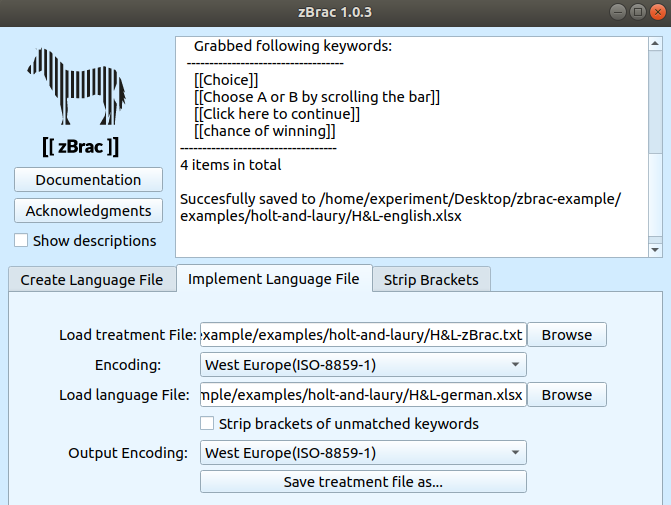 zBrac 1.0.3
Grabbed following keywords:
-----------------------------------
[[Choice]]
[[Choose A or B by scrolling the bar]]
[[Click here to continue]]
[[chance of winning]]
-----------------------------------
4 items in total
Succesfully saved to /home/experiment/Desktop/zbrac-example/
examples/holt-and-laury/H&L-english.xlsx
[[ zBrac ]]
Documentation
Acknowledgments
Show descriptions
Create Language File
Implement Language File
Strip Brackets
Load treatment File:
example/examples/holt-and-laury/H&L-zBrac.txt
Browse
Encoding:
West Europe(ISO-8859-1)
Load language File:
mple/examples/holt-and-laury/H&L-german.xlsx
Browse
Strip brackets of unmatched keywords
Output Encoding:
West Europe(ISO-8859-1)
Save treatment file as...